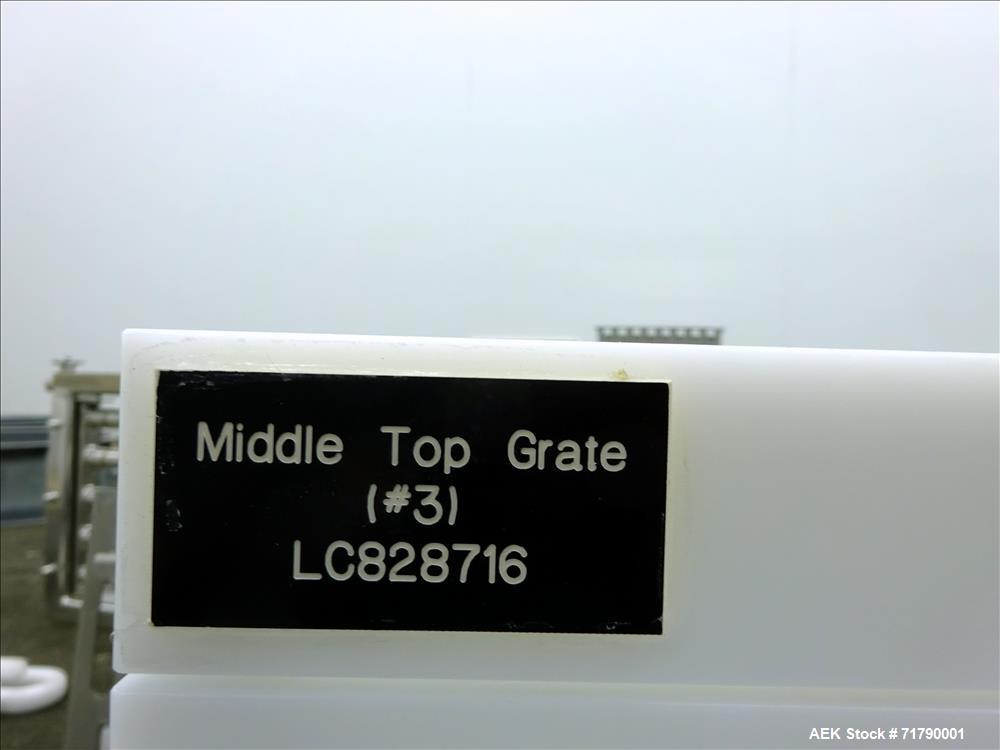 Middle Top Grate
(#3)
LC828716
AEK Stock # 71790001